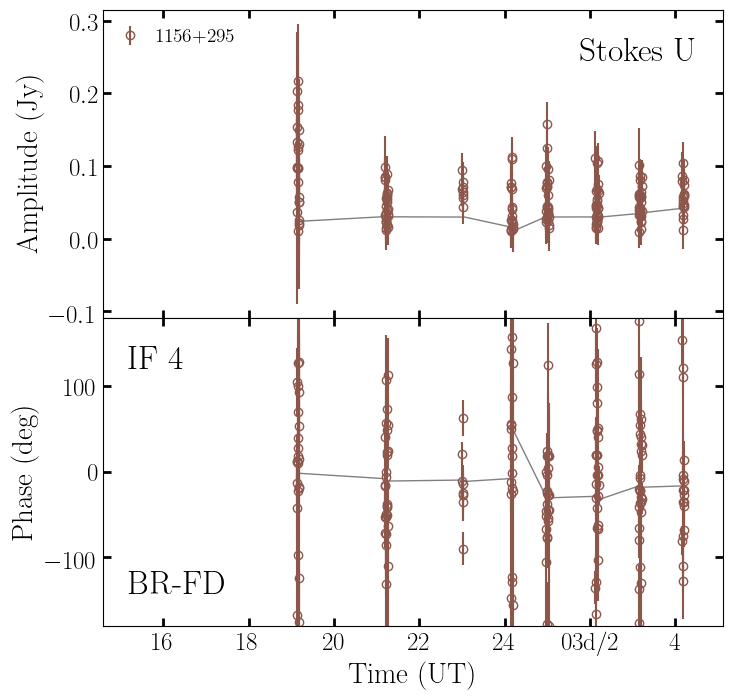 0.3
1156+295
Stokes U
0.2
Amplitude (Jy)
0.1
0.0
−0.1
IF 4
100
Phase (deg)
0
−100
BR-FD
16 18 20 22 24 03d/2 4
Time (UT)